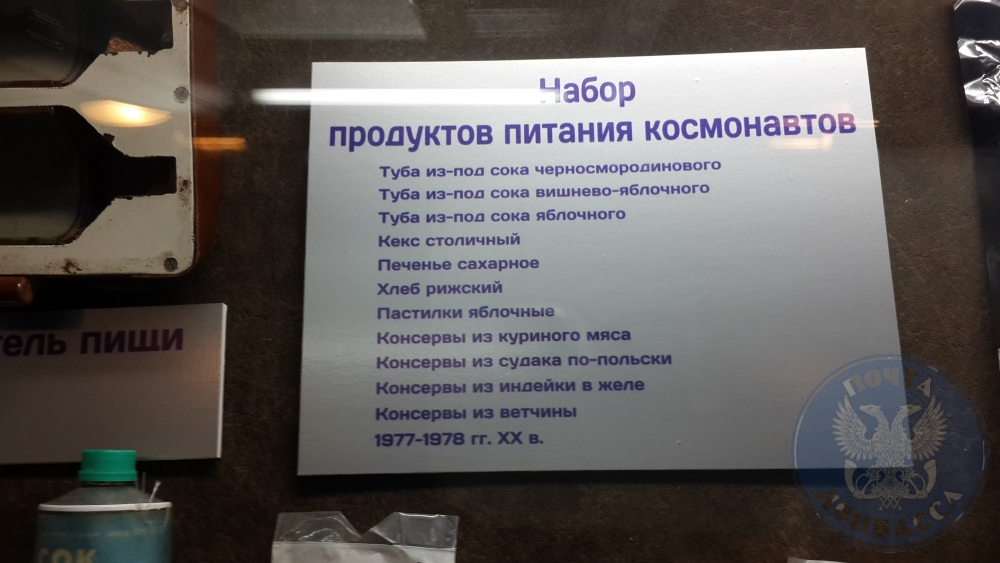 Набор
продуктов питания космонавтов
Туба из-под сока черносмородинового
Туба из-под сока вишнево-яблочного
Туба из-под сока яблочного
Кекс столичный
Печенье сахарное
Хлеб рижский
Пастилки яблочные
Консервы из куриного мяса
Консервы из судака по-польски
Консервы из индейки в желе
Консервы из ветчины
1977-1978 гг. XX в.
тель пищи
СОК
ПОЧТА
ДОНБАССА